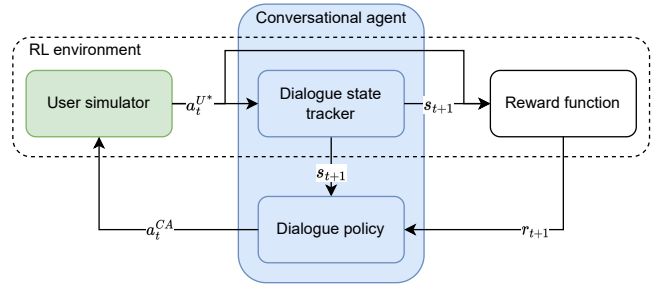 Conversational agent
RL environment
User simulator
a_t^{U*}
Dialogue state
tracker
s_{t+1}
Reward function
s_{t+1}
a_t^{CA}
Dialogue policy
r_{t+1}